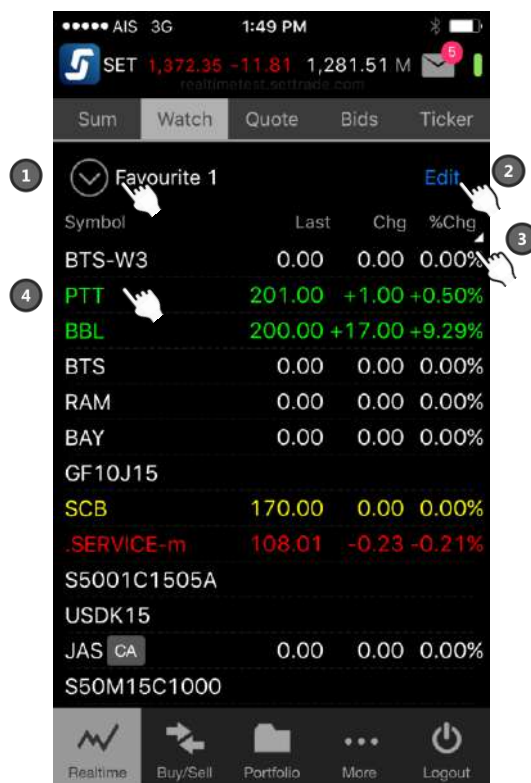 AIS 3G 1:49 PM
SET 1,372.35 -11.81 1,281.51 M 5
realtimetest.settrade.com
Sum Watch Quote Bids Ticker
1 Favourite 1 Edit 2
Symbol Last Chg %Chg 3
BTS-W3 0.00 0.00 0.00%
4 PTT 201.00 +1.00 +0.50%
BBL 200.00 +17.00 +9.29%
BTS 0.00 0.00 0.00%
RAM 0.00 0.00 0.00%
BAY 0.00 0.00 0.00%
GF10J15
SCB 170.00 0.00 0.00%
.SERVICE-m 108.01 -0.23 -0.21%
S5001C1505A
USDK15
JAS CA 0.00 0.00 0.00%
S50M15C1000
Realtime Buy/Sell Portfolio More Logout